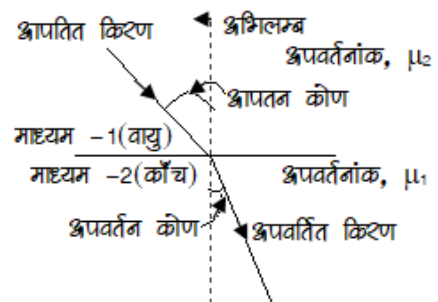 आपतित किरण
अभिलम्ब
अपवर्तनांक, μ₂
आपतन कोण
माध्यम -1(वायु)
माध्यम -2(काँच)
अपवर्तनांक, μ₁
अपवर्तन कोण
अपवर्तित किरण